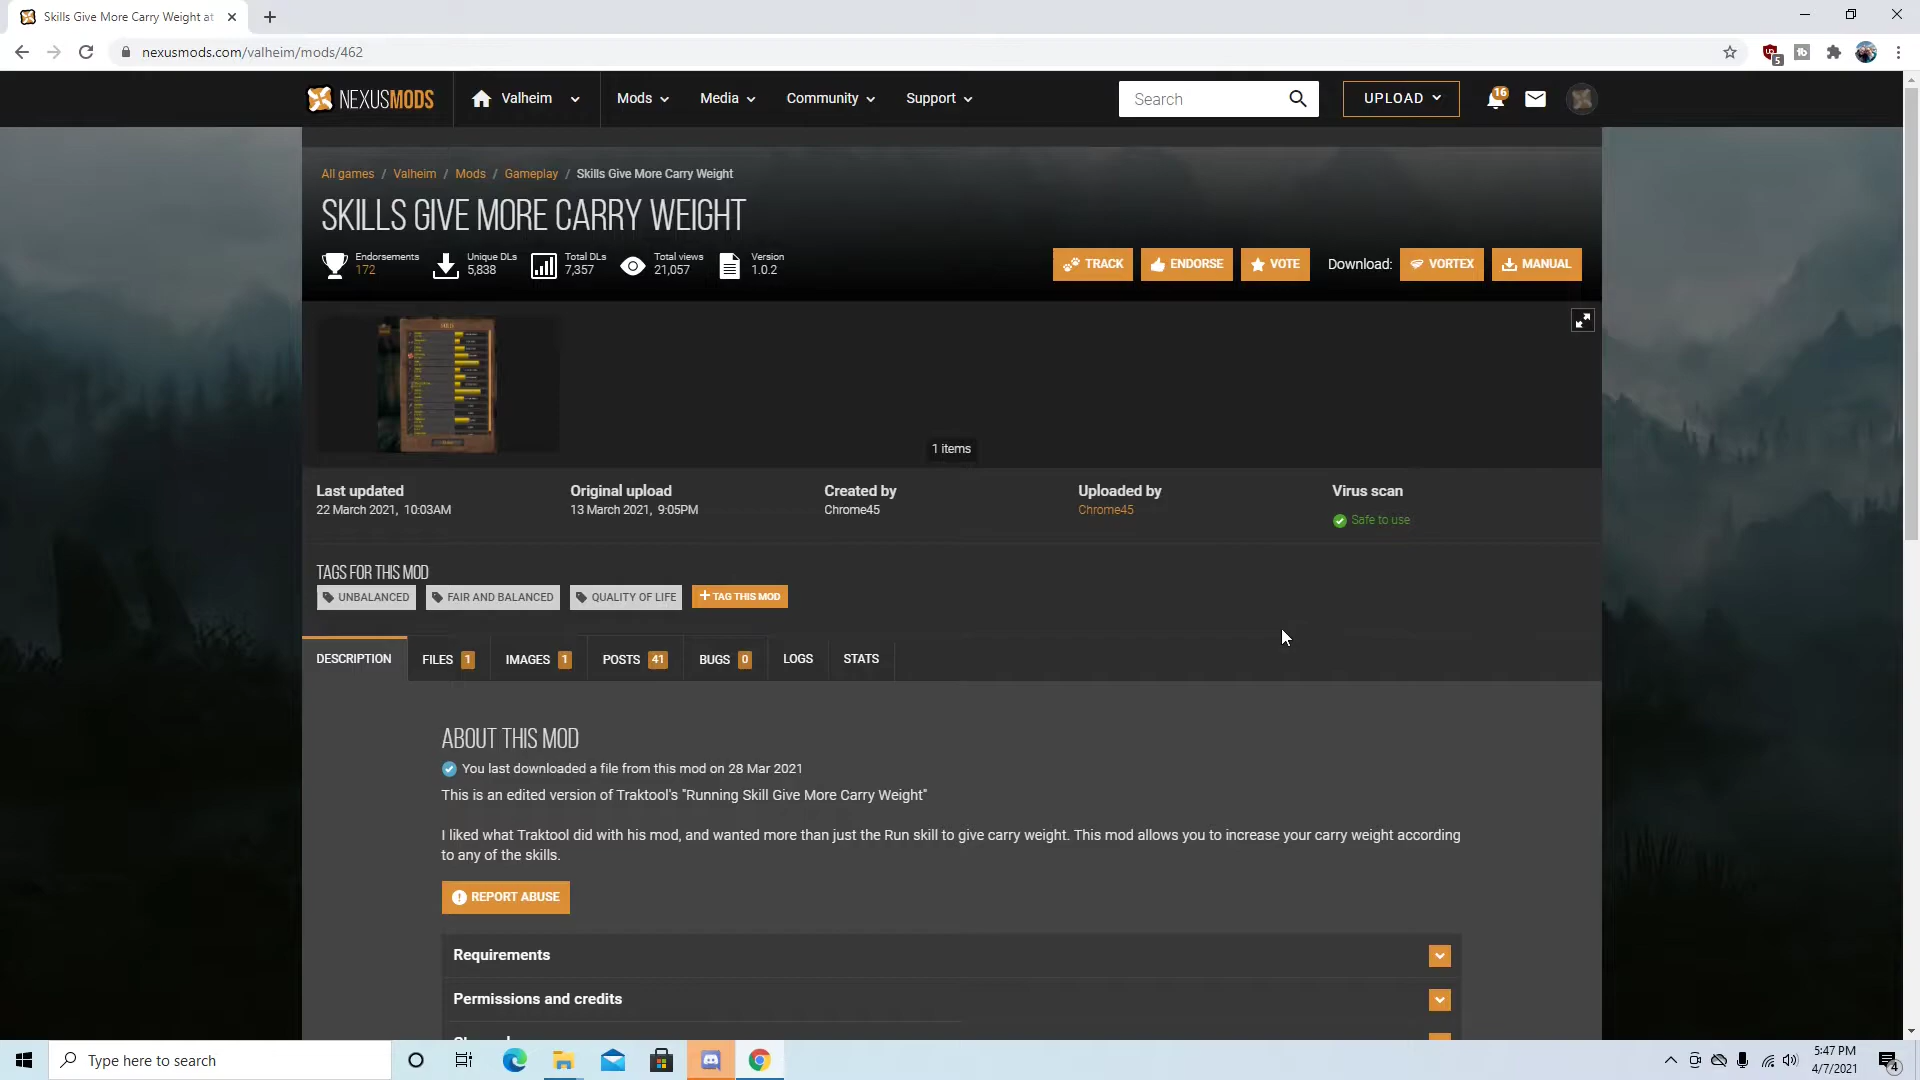 Skills Give More Carry Weight at
nexusmods.com/valheim/mods/462
5
NEXUSMODS
Valheim
Mods
Media
Community
Support
Search
UPLOAD
16
All games / Valheim / Mods / Gameplay / Skills Give More Carry Weight
SKILLS GIVE MORE CARRY WEIGHT
Endorsements
172
Unique DLs
5,838
Total DLs
7,357
Total views
21,057
Version
1.0.2
TRACK
ENDORSE
VOTE
Download:
VORTEX
MANUAL
1 items
Last updated
22 March 2021, 10:03AM
Original upload
13 March 2021, 9:05PM
Created by
Chrome45
Uploaded by
Chrome45
Virus scan
Safe to use
TAGS FOR THIS MOD
UNBALANCED
FAIR AND BALANCED
QUALITY OF LIFE
+ TAG THIS MOD
DESCRIPTION
FILES 1
IMAGES 1
POSTS 41
BUGS 0
LOGS
STATS
ABOUT THIS MOD
You last downloaded a file from this mod on 28 Mar 2021
This is an edited version of Traktool's "Running Skill Give More Carry Weight"
I liked what Traktool did with his mod, and wanted more than just the Run skill to give carry weight. This mod allows you to increase your carry weight according
to any of the skills.
REPORT ABUSE
Requirements
Permissions and credits
Type here to search
5:47 PM
4/7/2021
4